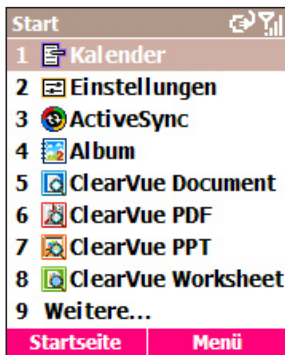 Start
1 Kalender
2 Einstellungen
3 ActiveSync
4 Album
5 ClearVue Document
6 ClearVue PDF
7 ClearVue PPT
8 ClearVue Worksheet
9 Weitere...
Startseite Menü